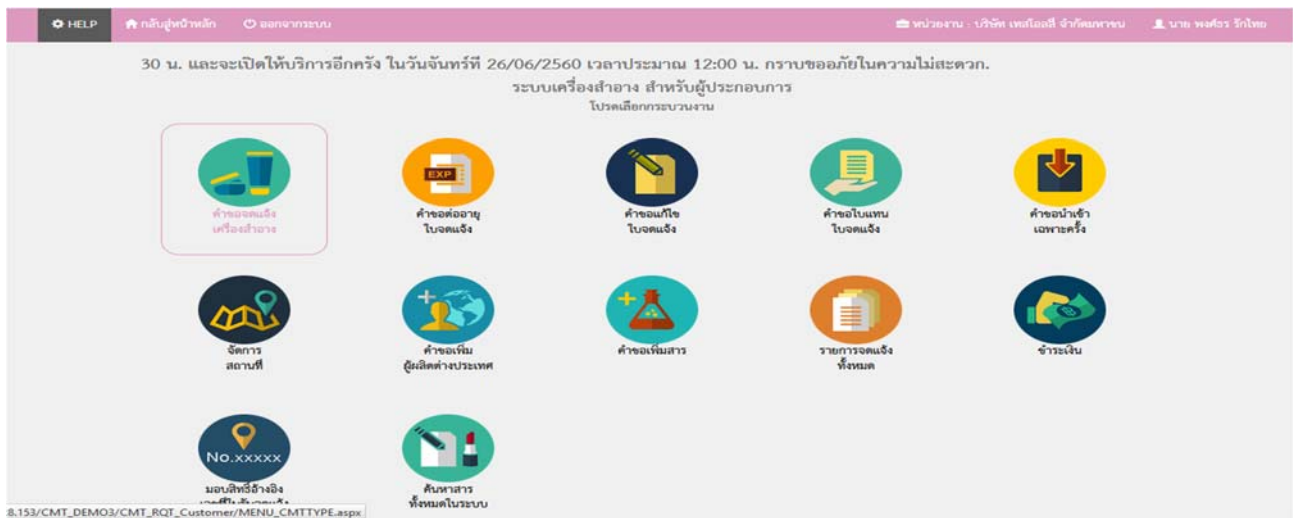 HELP กลับสู่หน้าหลัก ออกจากระบบ หน่วยงาน : บริษัท เทสโอสลี จำกัดมหาชน นาย พงศ์ธร รักไทย
30 น. และจะเปิดให้บริการอีกครั้ง ในวันจันทร์ที่ 26/06/2560 เวลาประมาณ 12:00 น. กราบขออภัยในความไม่สะดวก.
ระบบเครื่องสำอาง สำหรับผู้ประกอบการ
โปรดเลือกกระบวนงาน
EXP
คำขอจดแจ้ง คำขอต่ออายุ คำขอแก้ไข คำขอใบแทน คำขอนำเข้า
เครื่องสำอาง ใบจดแจ้ง ใบจดแจ้ง ใบจดแจ้ง เฉพาะครั้ง
จัดการ คำขอเพิ่ม คำขอเพิ่มสาร รายการจดแจ้ง ชำระเงิน
สถานที่ ผู้ผลิตต่างประเทศ ทั้งหมด
No.xxxxx
มอบสิทธิ์อ้างอิง ค้นหาสาร
ทั้งหมดในระบบ
8.153/CMT_DEMO3/CMT_RQT_Customer/MENU_CMTTYPE.aspx